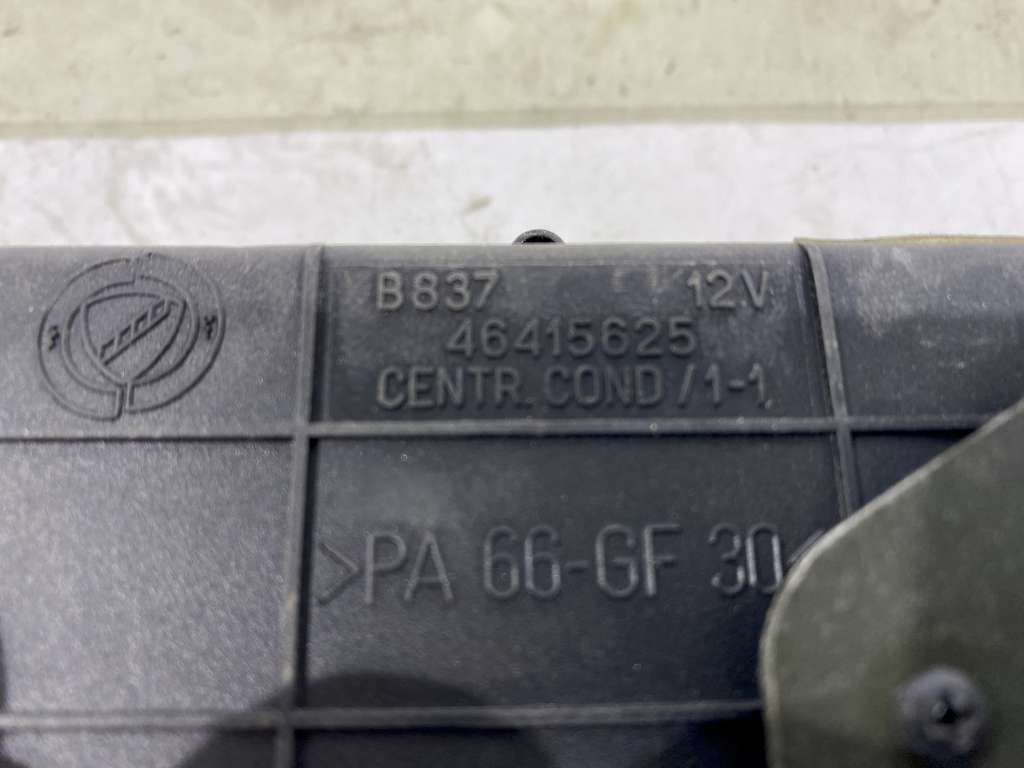 B837 12V
46415625
CENTR. COND/1-1
>PA 66-GF 30<